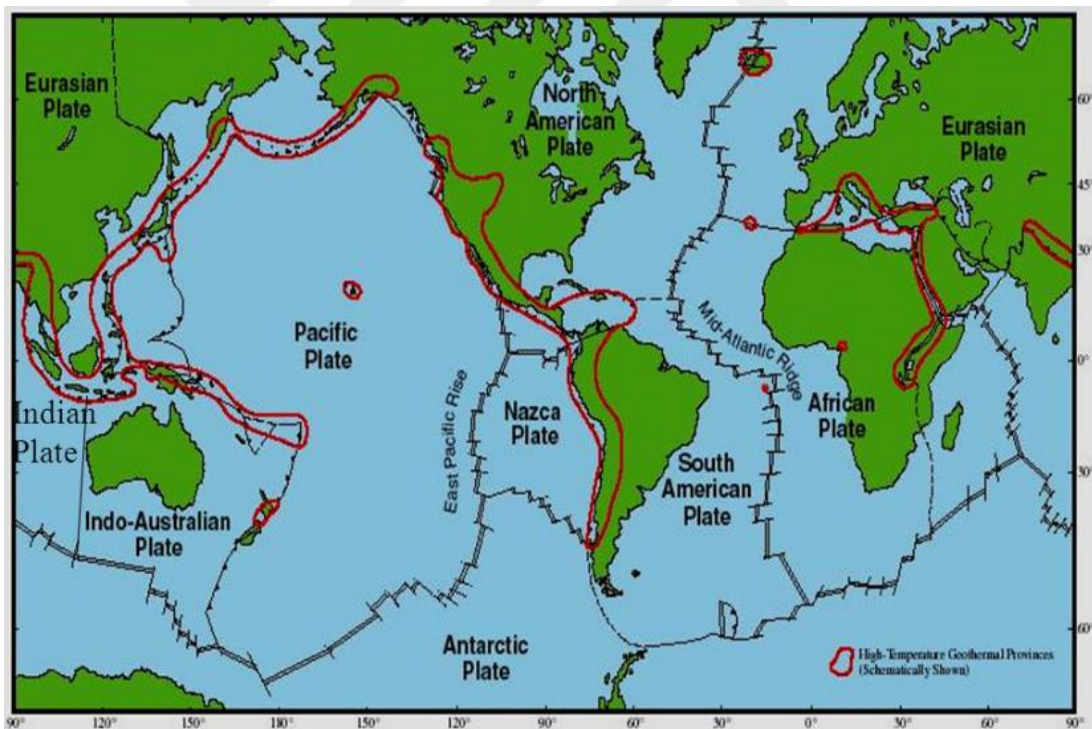 Eurasian
Plate
North
American
Plate
Eurasian
Plate
60°
45°
30°
0°
30°
60°
Pacific
Plate
East Pacific Rise
Nazca
Plate
Mid-Atlantic Ridge
African
Plate
South
American
Plate
Indian
Plate
Indo-Australian
Plate
Antarctic
Plate
High-Temperature Geothermal Provinces
(Schematically Shown)
90° 120° 150° 180° 150° 120° 90° 60° 30° 0° 30° 60° 90°